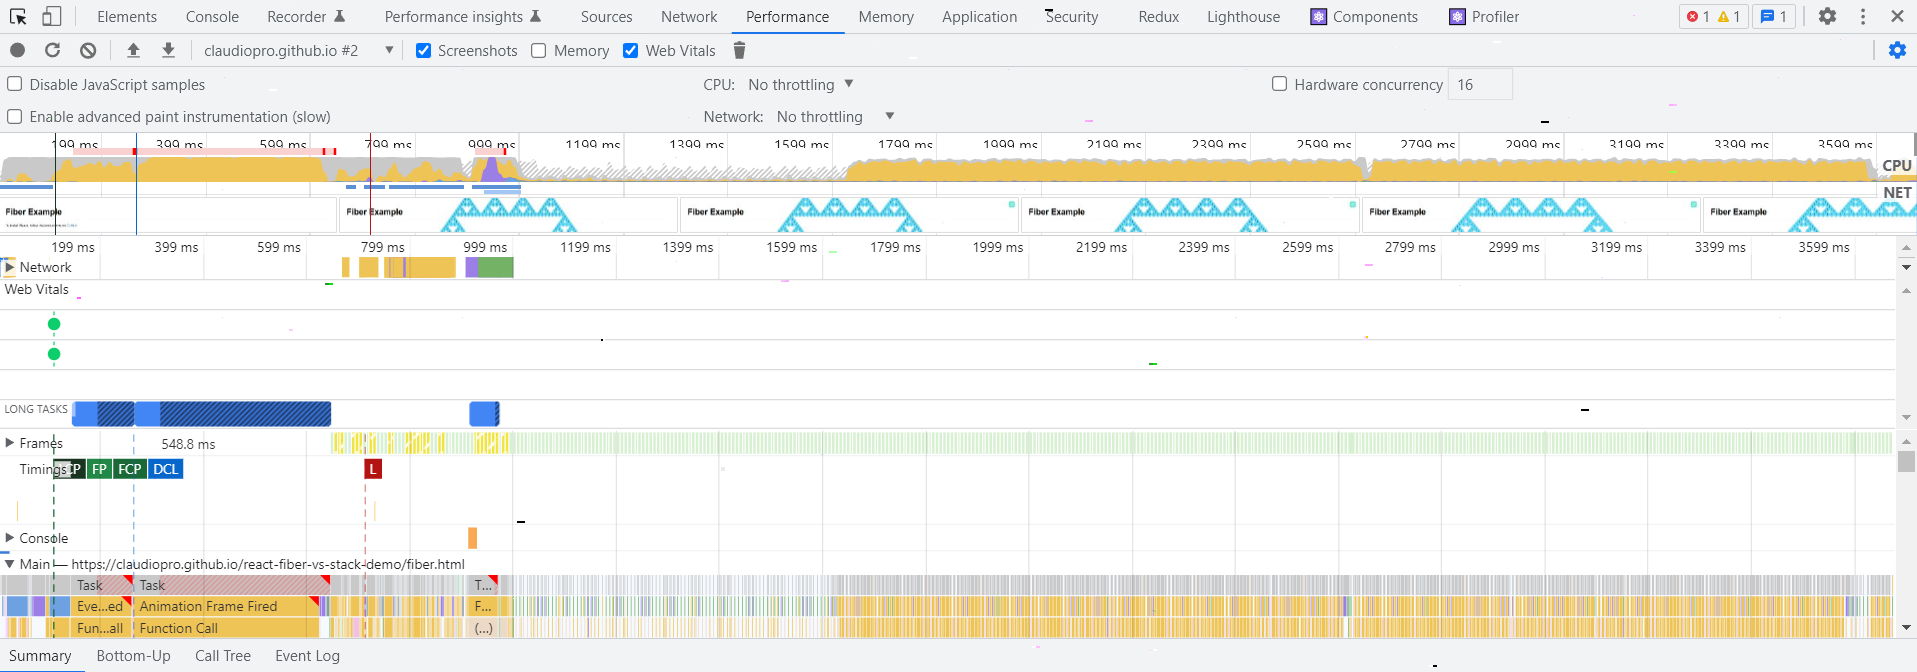 Elements Console Recorder Performance insights Sources Network Performance Memory Application Security Redux Lighthouse Components Profiler 1 1 1
claudiopro.github.io #2 Screenshots Memory Web Vitals
Disable JavaScript samples CPU: No throttling Hardware concurrency 16
Enable advanced paint instrumentation (slow) Network: No throttling
199 ms 399 ms 599 ms 799 ms 999 ms 1199 ms 1399 ms 1599 ms 1799 ms 1999 ms 2199 ms 2399 ms 2599 ms 2799 ms 2999 ms 3199 ms 3399 ms 3599 ms
CPU
NET
Fiber Example Fiber Example Fiber Example Fiber Example Fiber Example Fiber Example
199 ms 399 ms 599 ms 799 ms 999 ms 1199 ms 1399 ms 1599 ms 1799 ms 1999 ms 2199 ms 2399 ms 2599 ms 2799 ms 2999 ms 3199 ms 3399 ms 3599 ms
Network
Web Vitals
LONG TASKS
Frames 548.8 ms
Timings FP FCP DCL L
Console
Main — https://claudiopro.github.io/react-fiber-vs-stack-demo/fiber.html
Task Task T...
Eve...ed Animation Frame Fired F...
Fun...all Function Call (...)
Summary Bottom-Up Call Tree Event Log